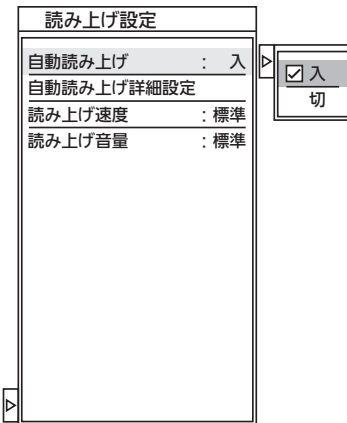 読み上げ設定
自動読み上げ : 入
自動読み上げ詳細設定
読み上げ速度 : 標準
読み上げ音量 : 標準
入
切